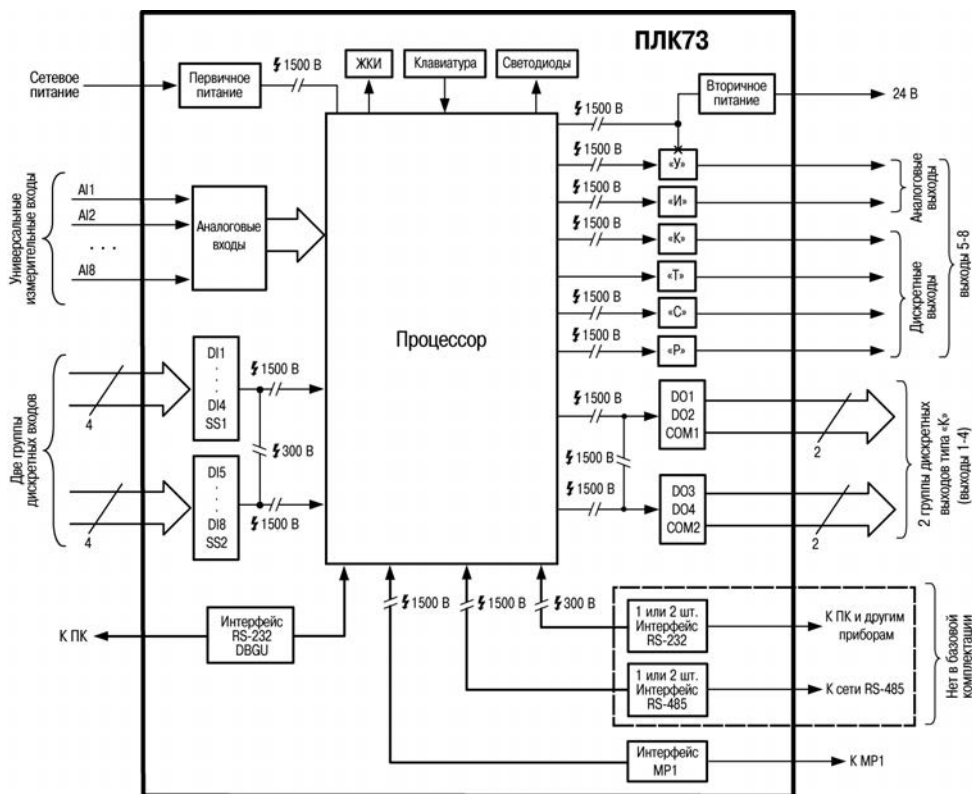 ПЛК73
Сетевое
питание
Первичное
питание
1500 В
ЖКИ
Клавиатура
Светодиоды
Вторичное
питание
24 В
1500 В
1500 В
«У»
1500 В
«И»
1500 В
«К»
«Т»
1500 В
«С»
1500 В
«Р»
Аналоговые
выходы
Дискретные
выходы
выходы 5-8
Универсальные
измерительные входы
AI1
AI2
. . .
AI8
Аналоговые
входы
Процессор
Две группы
дискретных входов
4
DI1
DI4
SS1
1500 В
300 В
4
DI5
DI8
SS2
1500 В
1500 В
DO1
DO2
COM1
2
1500 В
1500 В
DO3
DO4
COM2
2
2 группы дискретных
выходов типа «К»
(выходы 1-4)
К ПК
Интерфейс
RS-232
DBGU
1500 В
1500 В
300 В
1 или 2 шт.
Интерфейс
RS-232
К ПК и другим
приборам
1 или 2 шт.
Интерфейс
RS-485
К сети RS-485
Нет в базовой
комплектации
Интерфейс
МР1
К МР1